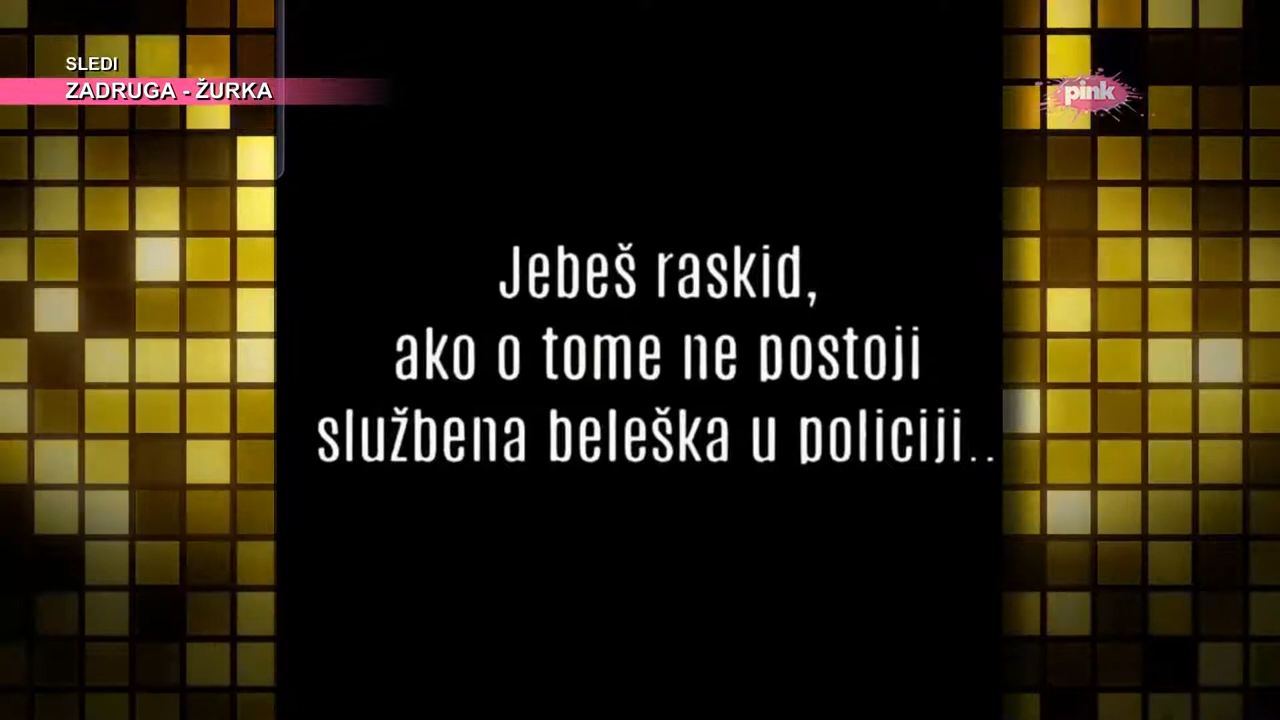 SLEDI
ZADRUGA - ŽURKA
pink
Jebeš raskid,
ako o tome ne postoji
službena beleška u policiji..